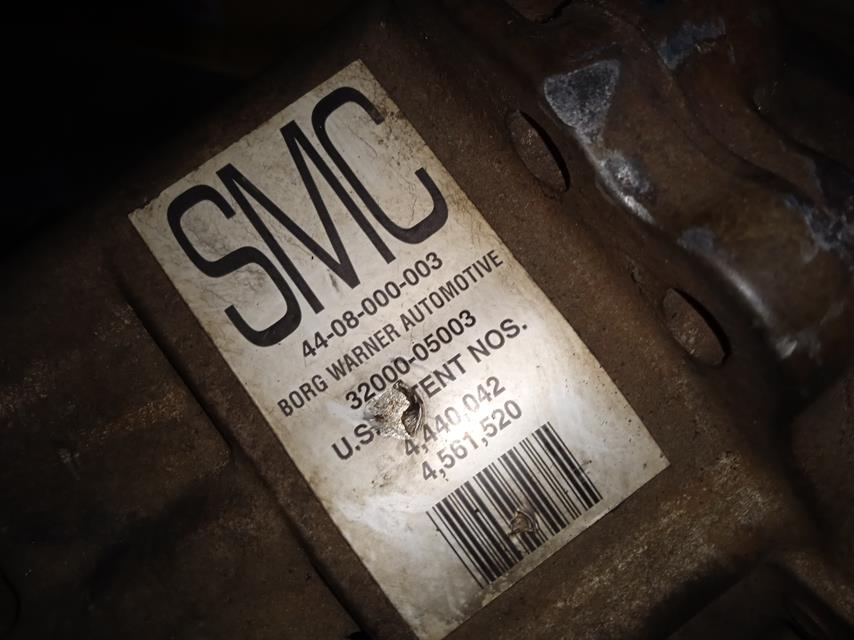 SMC
44-08-000-003
BORG WARNER AUTOMOTIVE
32000-05003
U.S. NOS.
4,440,042
4,561,520